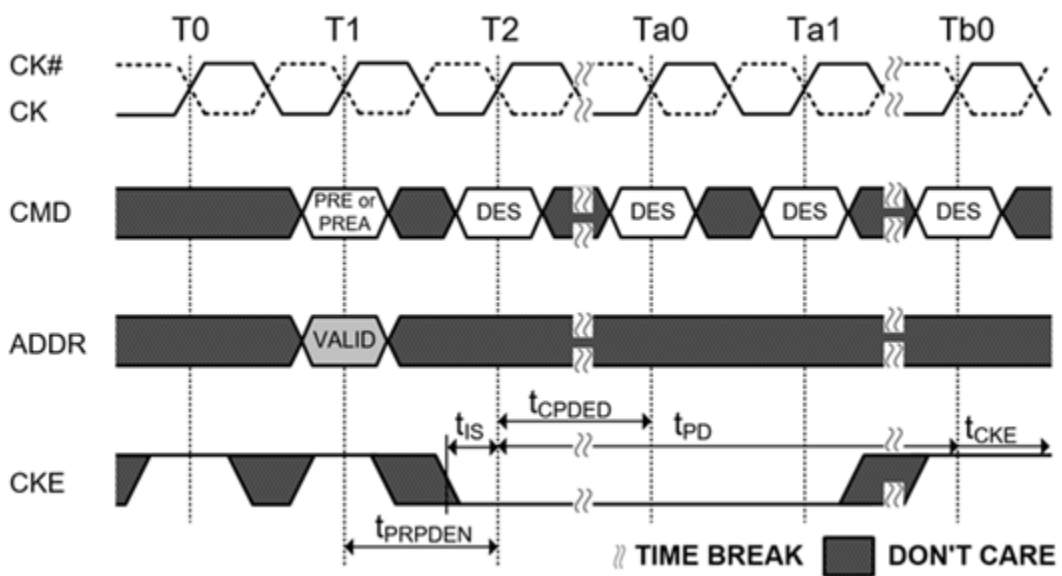 T0 T1 T2 Ta0 Ta1 Tb0
CK#
CK
CMD
PRE or
PREA
DES DES DES DES
ADDR
VALID
tIS tCPDED tPD tCKE
CKE
tPRPDEN
TIME BREAK DON'T CARE